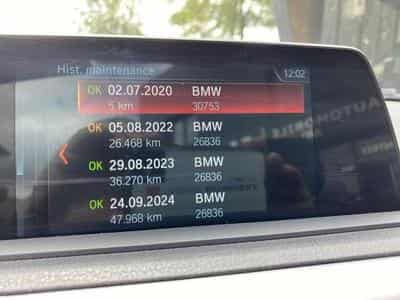 Hist. maintenance
12:02
OK 02.07.2020 BMW
5 km 30753
OK 05.08.2022 BMW
26.468 km 26836
OK 29.08.2023 BMW
36.270 km 26836
OK 24.09.2024 BMW
47.968 km 26836
AUTOMOBILE